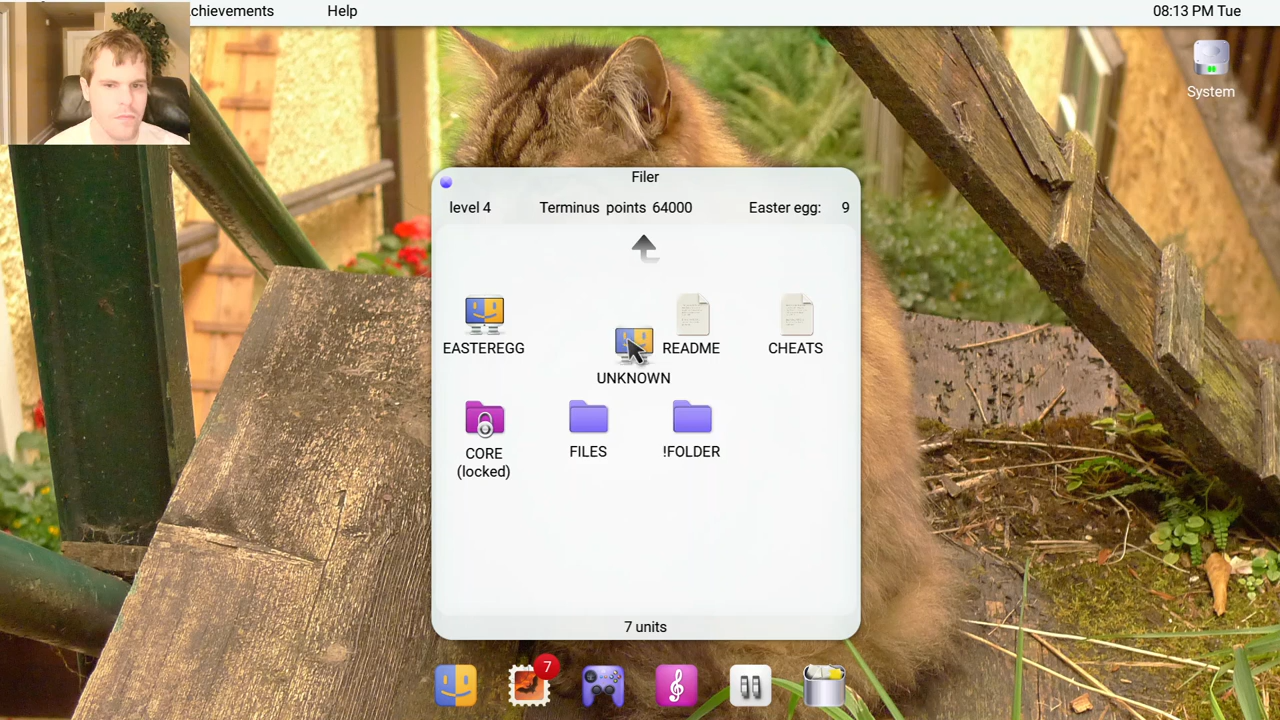 chievements Help 08:13 PM Tue
System
Filer
level 4 Terminus points 64000 Easter egg: 9
EASTEREGG README CHEATS
UNKNOWN
CORE FILES !FOLDER
(locked)
7 units
7